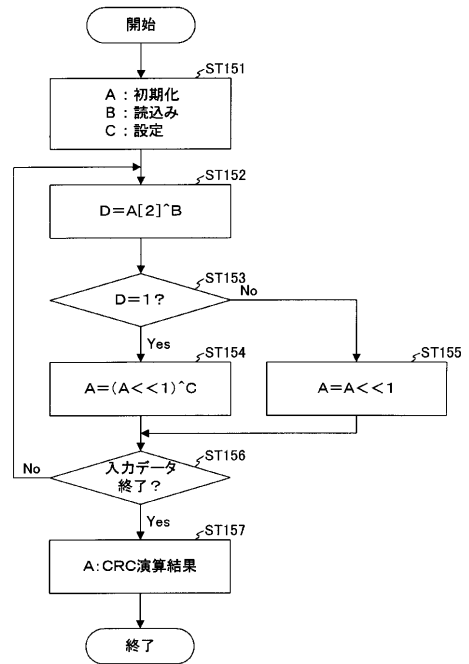 開始
ST151
A：初期化
B：読込み
C：設定
ST152
D＝A[2]^B
ST153
D＝1？
No
Yes
ST154
A＝(A<<1)^C
ST155
A＝A<<1
ST156
入力データ
終了？
No
Yes
ST157
A:CRC演算結果
終了